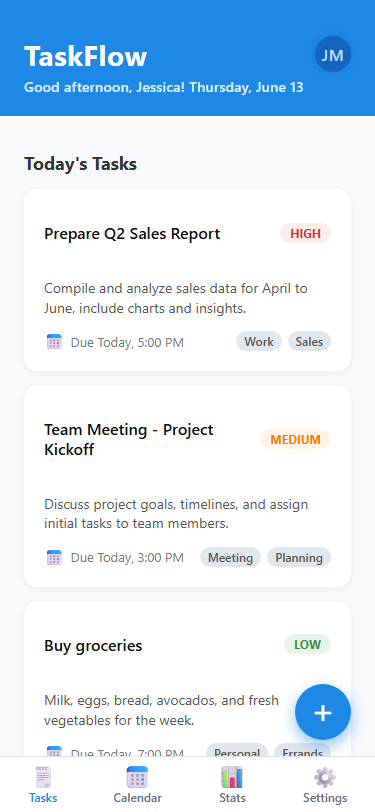 TaskFlow
JM
Good afternoon, Jessica! Thursday, June 13
Today's Tasks
Prepare Q2 Sales Report
HIGH
Compile and analyze sales data for April to
June, include charts and insights.
Due Today, 5:00 PM
Work
Sales
Team Meeting - Project
Kickoff
MEDIUM
Discuss project goals, timelines, and assign
initial tasks to team members.
Due Today, 3:00 PM
Meeting
Planning
Buy groceries
LOW
Milk, eggs, bread, avocados, and fresh
vegetables for the week.
+
Due Today, 7:00 PM
Personal
Errands
Tasks
Calendar
Stats
Settings